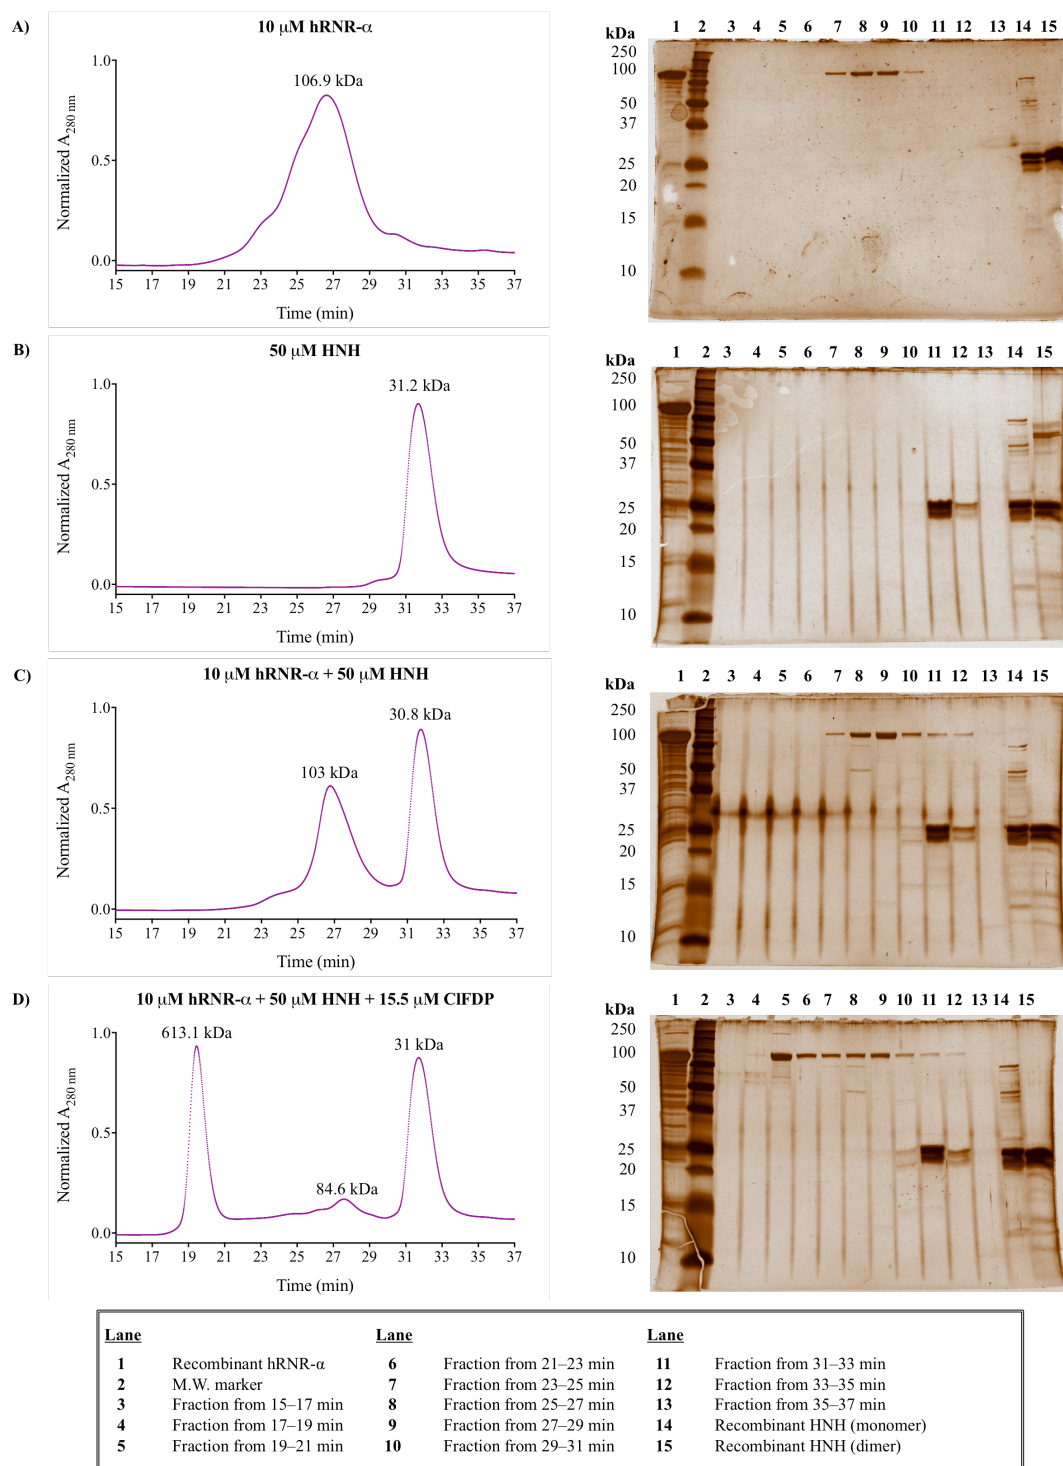 A)
10 μM hRNR-α
106.9 kDa
1.0
0.5
0.0
Normalized A280 nm
15 17 19 21 23 25 27 29 31 33 35 37
Time (min)
kDa
1 2 3 4 5 6 7 8 9 10 11 12 13 14 15
250
100
50
37
25
20
15
10
B)
50 μM HNH
31.2 kDa
1.0
0.5
0.0
Normalized A280 nm
15 17 19 21 23 25 27 29 31 33 35 37
Time (min)
kDa
1 2 3 4 5 6 7 8 9 10 11 12 13 14 15
250
100
50
37
25
20
15
10
C)
10 μM hRNR-α + 50 μM HNH
30.8 kDa
103 kDa
1.0
0.5
0.0
Normalized A280 nm
15 17 19 21 23 25 27 29 31 33 35 37
Time (min)
kDa
1 2 3 4 5 6 7 8 9 10 11 12 13 14 15
250
100
50
37
25
20
15
10
D)
10 μM hRNR-α + 50 μM HNH + 15.5 μM ClFDP
613.1 kDa
31 kDa
84.6 kDa
1.0
0.5
0.0
Normalized A280 nm
15 17 19 21 23 25 27 29 31 33 35 37
Time (min)
kDa
1 2 3 4 5 6 7 8 9 10 11 12 13 14 15
250
100
50
37
25
20
15
10
Lane Lane Lane
1 Recombinant hRNR-α 6 Fraction from 21–23 min 11 Fraction from 31–33 min
2 M.W. marker 7 Fraction from 23–25 min 12 Fraction from 33–35 min
3 Fraction from 15–17 min 8 Fraction from 25–27 min 13 Fraction from 35–37 min
4 Fraction from 17–19 min 9 Fraction from 27–29 min 14 Recombinant HNH (monomer)
5 Fraction from 19–21 min 10 Fraction from 29–31 min 15 Recombinant HNH (dimer)